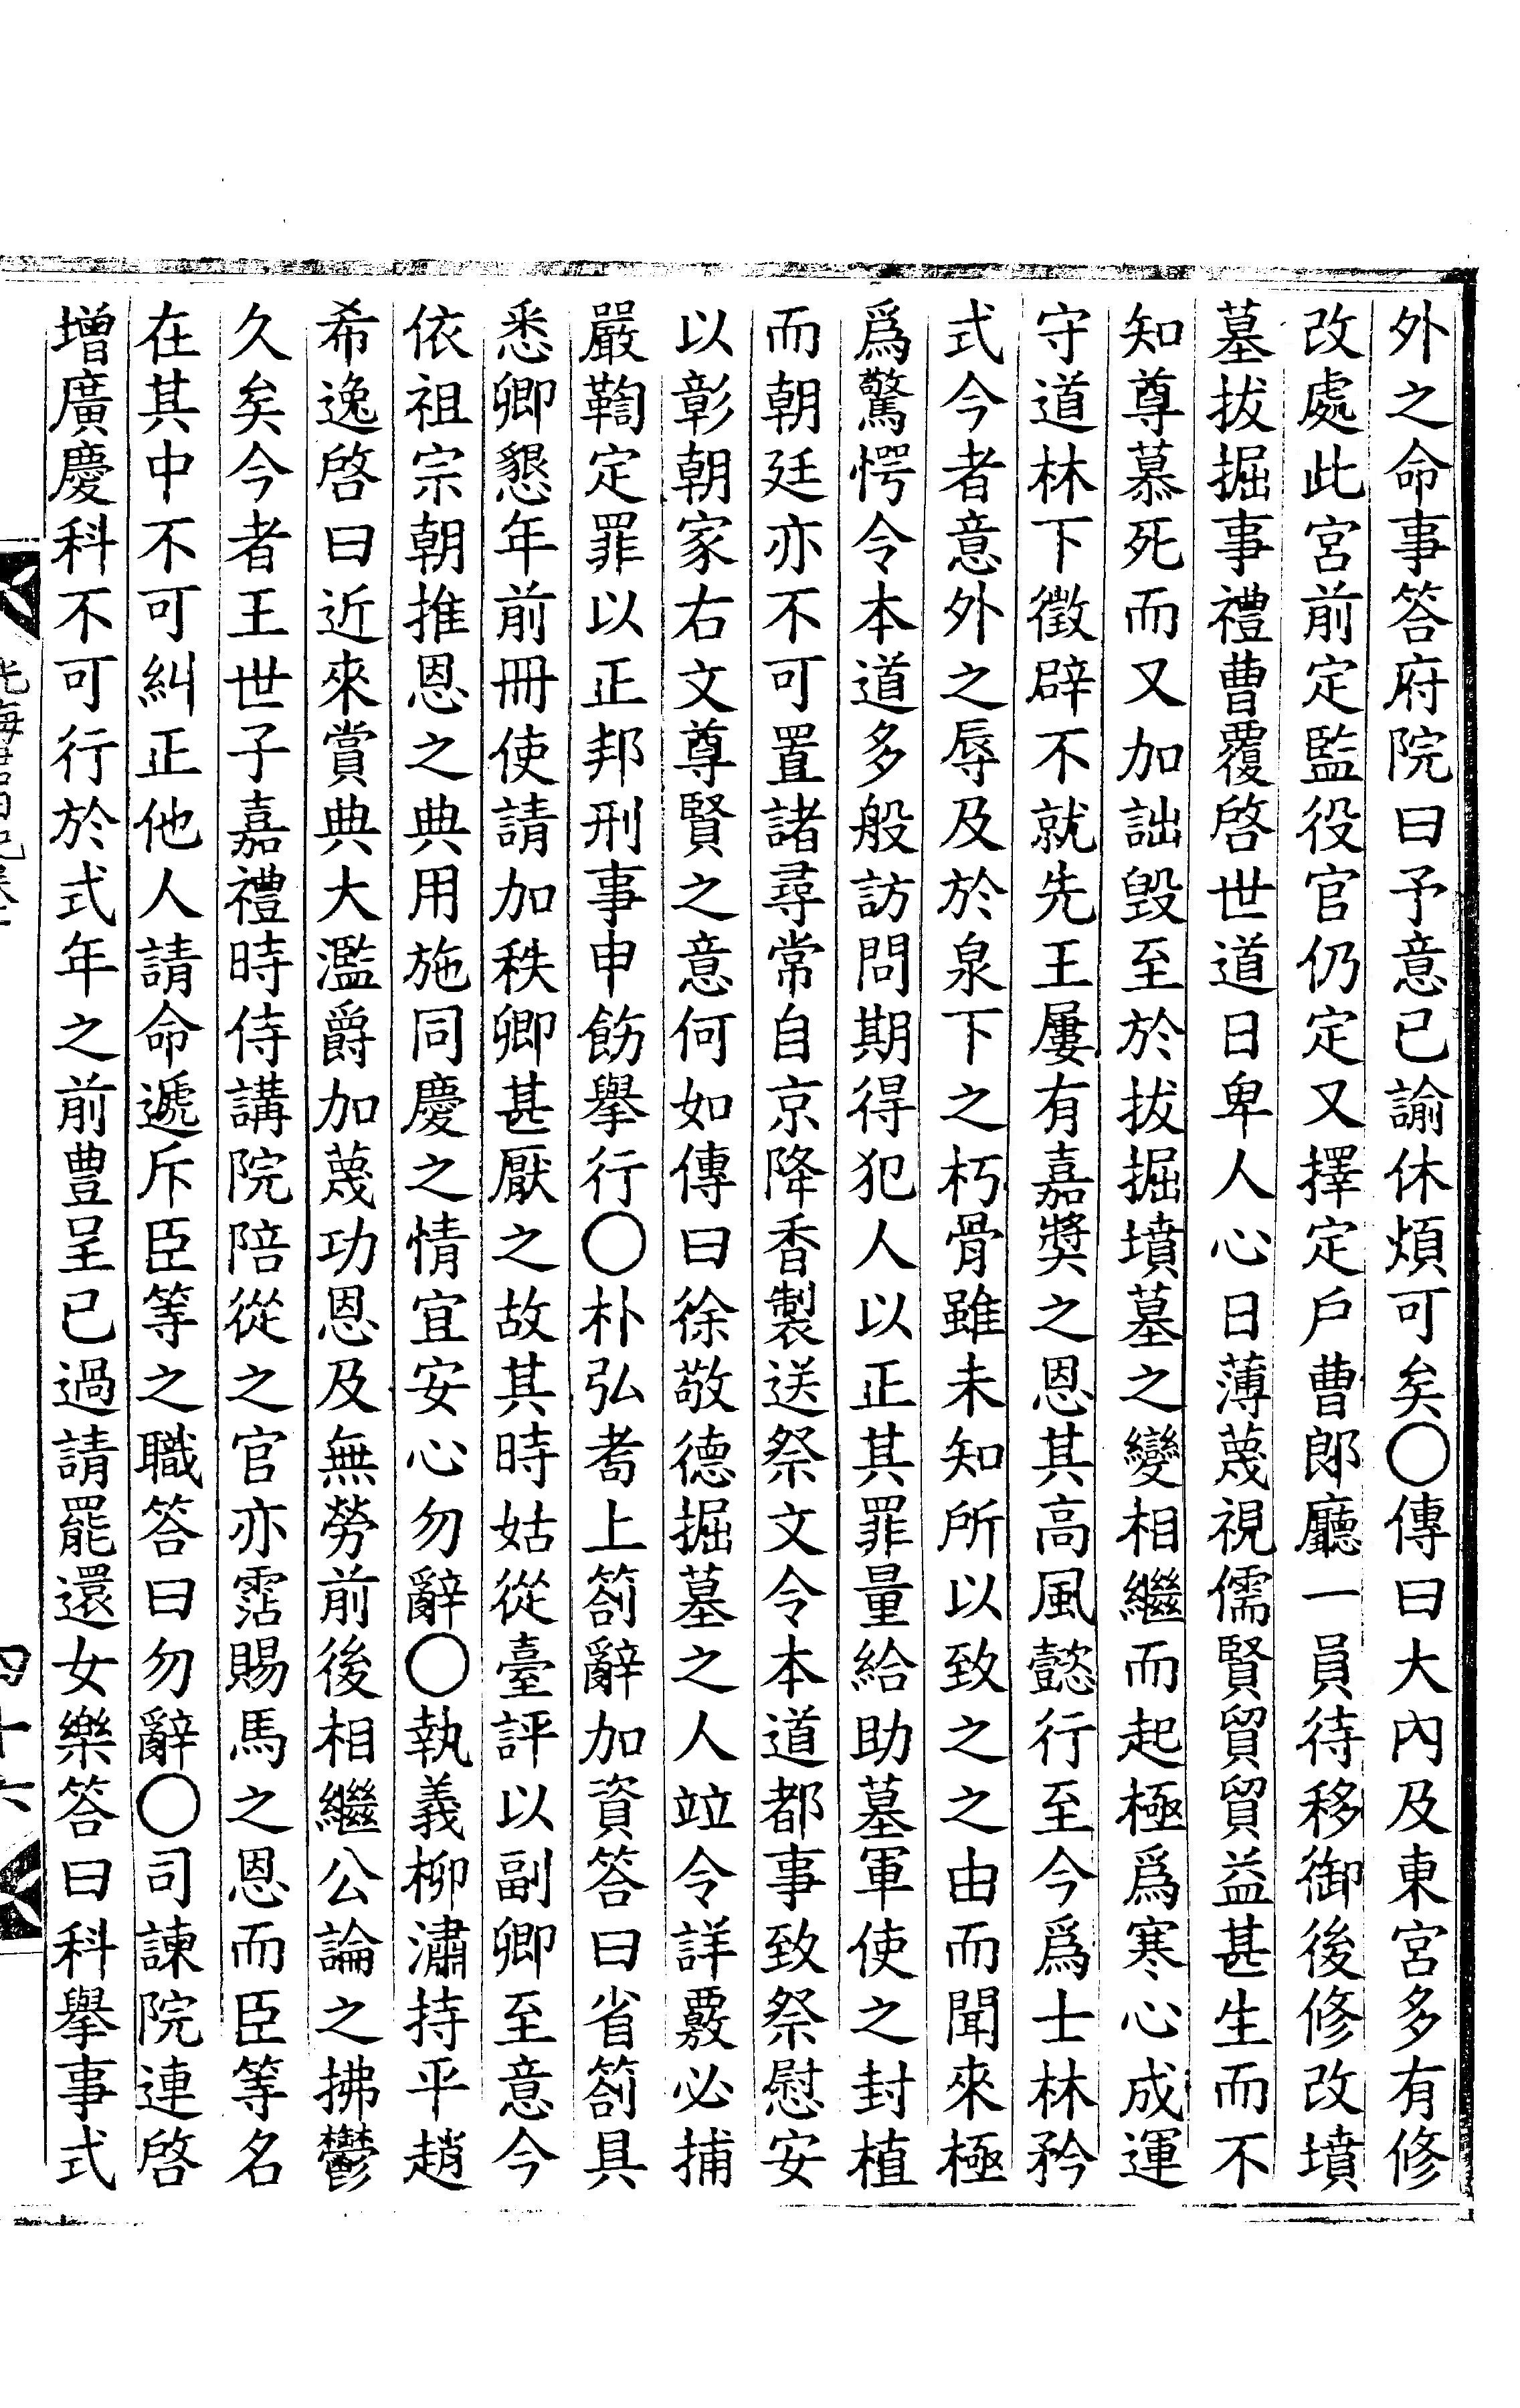 外之命事答府院曰予意已諭休煩可矣○傳曰大內及東宮多有修
改處此宮前定監役官仍定又擇定戶曹郎廳一員待移御後修改墳
墓拔掘事禮曹覆啓世道日卑人心日薄蔑視儒賢貿貿益甚生而不
知尊慕死而又加詘毀至於拔掘墳墓之變相繼而起極爲寒心成運
守道林下徵辟不就先王屢有嘉獎之恩其高風懿行至今爲士林矜
式今者意外之辱及於泉下之朽骨雖未知所以致之之由而聞來極
爲驚愕令本道多般訪問期得犯人以正其罪量給助墓軍使之封植
而朝廷亦不可置諸尋常自京降香製送祭文令本道都事致祭慰安
以彰朝家右文尊賢之意何如傳曰徐敬德掘墓之人竝令詳覈必捕
嚴鞫定罪以正邦刑事申飭擧行○朴弘耉上箚辭加資答曰省箚具
悉卿懇年前冊使請加秩卿甚厭之故其時姑從臺評以副卿至意今
依祖宗朝推恩之典用施同慶之情宜安心勿辭○執義柳潚持平趙
希逸啓曰近來賞典大濫爵加蔑功恩及無勞前後相繼公論之拂鬱
久矣今者王世子嘉禮時侍講院陪從之官亦霑賜馬之恩而臣等名
在其中不可糾正他人請命遞斥臣等之職答曰勿辭○司諫院連啓
增廣慶科不可行於式年之前豊呈已過請罷還女樂答曰科擧事式